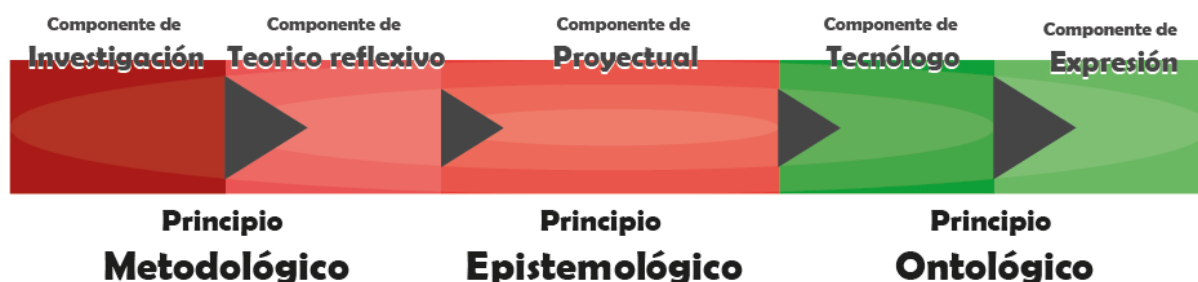 Componente de
Investigación
Componente de
Teorico reflexivo
Componente de
Proyectual
Componente de
Tecnólogo
Componente de
Expresión
Principio
Metodológico
Principio
Epistemológico
Principio
Ontológico